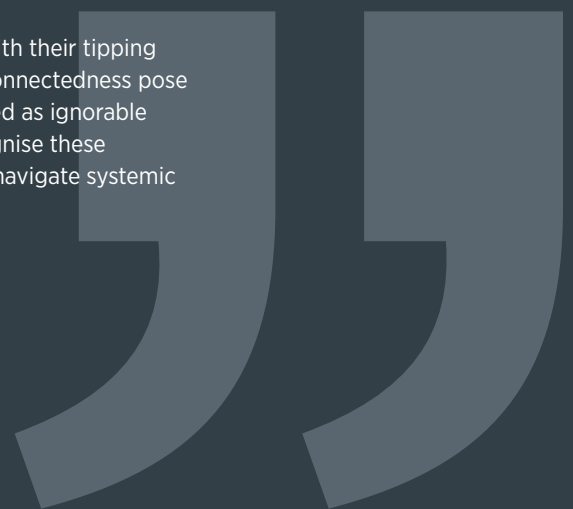 th their tipping
onnectedness pose
d as ignorable
nise these
navigate systemic